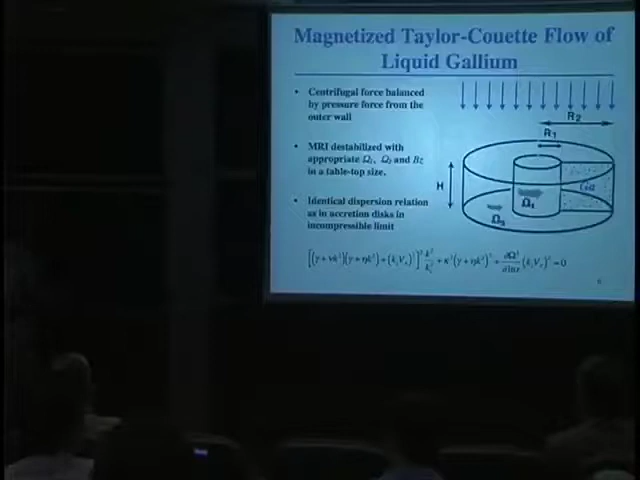 Magnetized Taylor-Couette Flow of
Liquid Gallium
• Centrifugal force balanced
by pressure force from the
outer wall
• MRI destabilized with
appropriate Ω₁, Ω₂ and Bz
in a table-top size.
• Identical dispersion relation
as in accretion disks in
incompressible limit
R₂
R₁
H
Ω₁
Ω₂